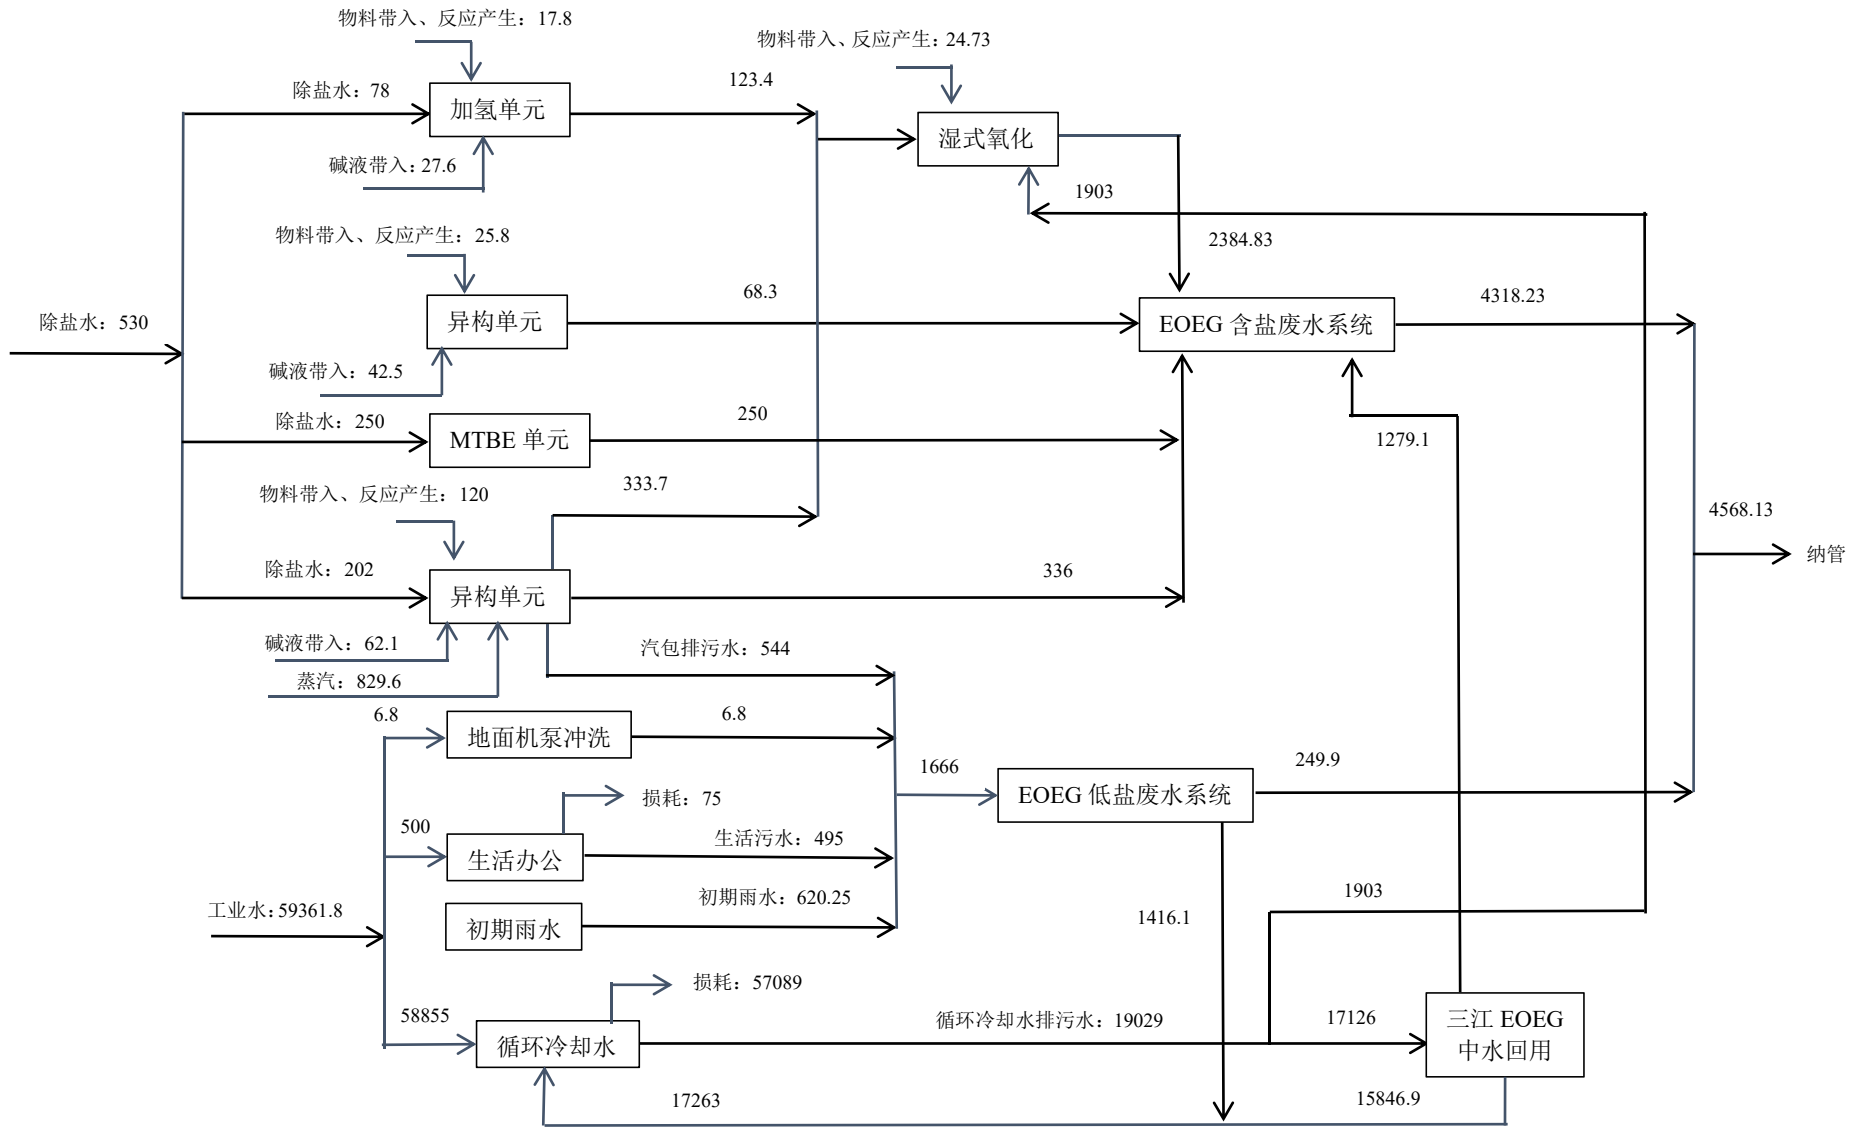 物料带入、反应产生：17.8
物料带入、反应产生：24.73
除盐水：78
加氢单元
123.4
湿式氧化
碱液带入：27.6
1903
物料带入、反应产生：25.8
2384.83
68.3
4318.23
除盐水：530
异构单元
EOEG 含盐废水系统
碱液带入：42.5
除盐水：250
MTBE 单元
250
1279.1
物料带入、反应产生：120
333.7
4568.13
纳管
除盐水：202
异构单元
336
碱液带入：62.1
汽包排污水：544
蒸汽：829.6
6.8
地面机泵冲洗
6.8
1666
EOEG 低盐废水系统
249.9
损耗：75
500
生活办公
生活污水：495
初期雨水：620.25
1903
工业水：59361.8
初期雨水
1416.1
损耗：57089
58855
循环冷却水
循环冷却水排污水：19029
17126
三江 EOEG
中水回用
17263
15846.9